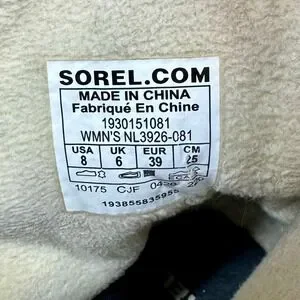 SOREL.COM
MADE IN CHINA
Fabriqué En Chine
1930151081
WMN'S NL3926-081
USA UK EUR CM
8 6 39 25
10175 CJF
193855835955